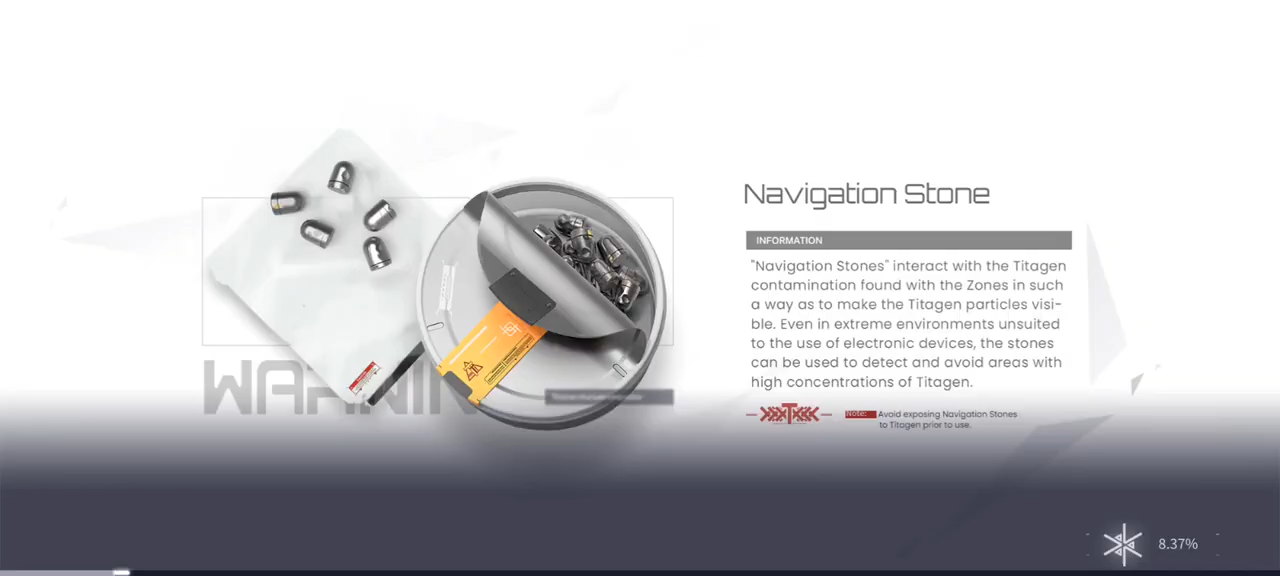 Navigation Stone
INFORMATION
"Navigation Stones" interact with the Titagen
contamination found with the Zones in such
a way as to make the Titagen particles visi-
ble. Even in extreme environments unsuited
to the use of electronic devices, the stones
can be used to detect and avoid areas with
high concentrations of Titagen.
Note: Avoid exposing Navigation Stones
to Titagen prior to use.
WARNIN
8.37%